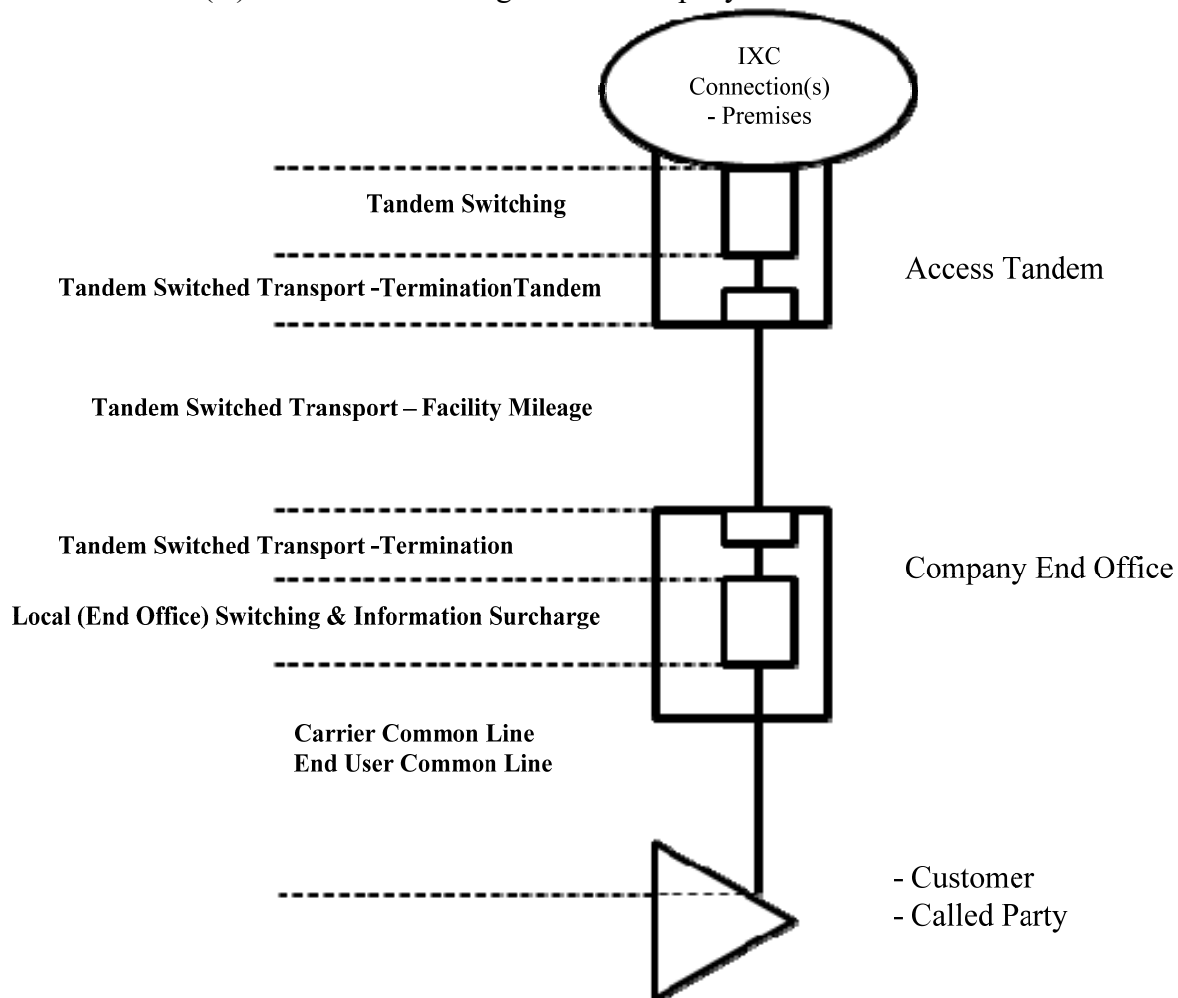 IXC
Connection(s)
- Premises
Tandem Switching
Access Tandem
Tandem Switched Transport -TerminationTandem
Tandem Switched Transport – Facility Mileage
Tandem Switched Transport -Termination
Company End Office
Local (End Office) Switching & Information Surcharge
Carrier Common Line
End User Common Line
- Customer
- Called Party